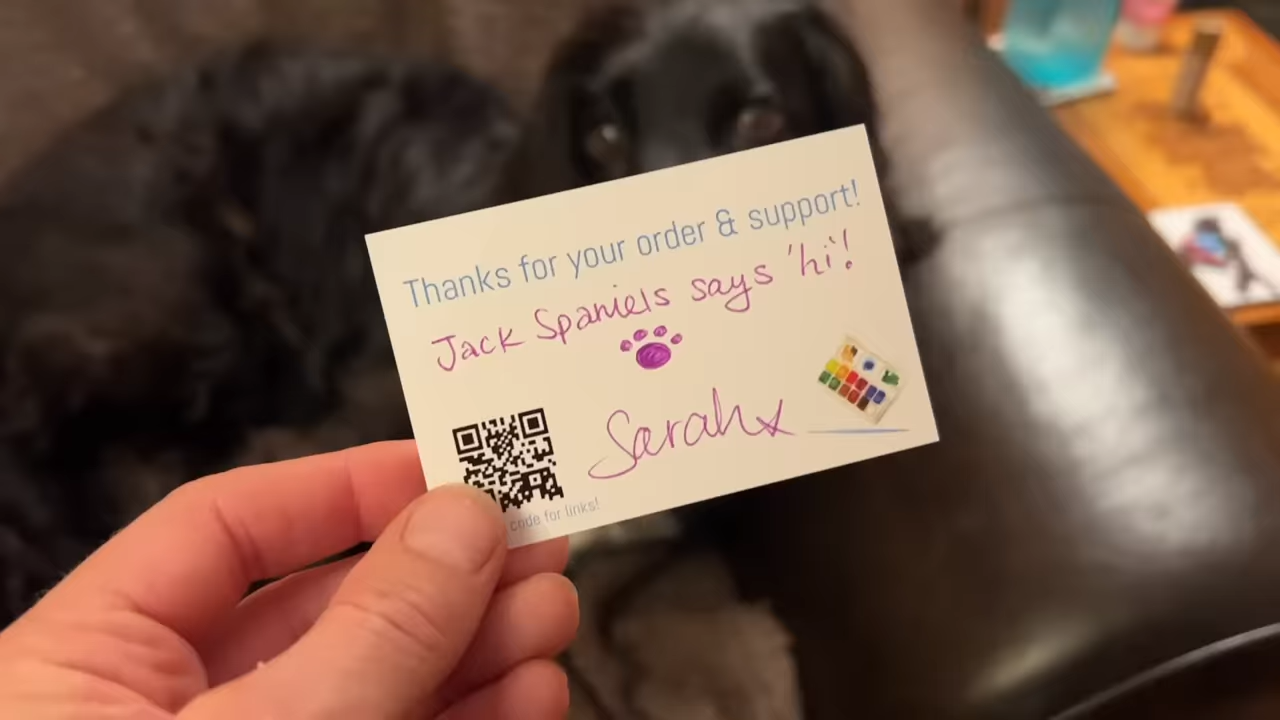 Thanks for your order & support!
Jack Spaniels says 'hi'!
Sarah x
code for links!